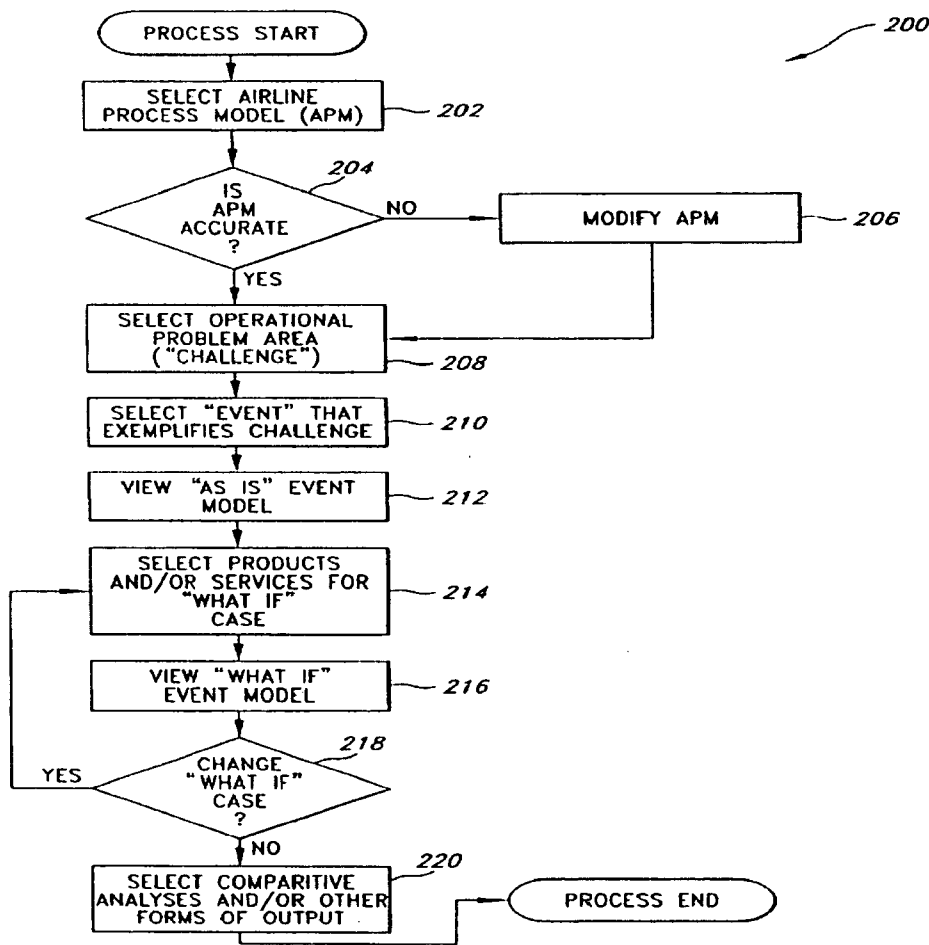 PROCESS START
200
SELECT AIRLINE
PROCESS MODEL (APM)
202
204
IS
APM
ACCURATE
?
NO
MODIFY APM
206
YES
SELECT OPERATIONAL
PROBLEM AREA
("CHALLENGE")
208
SELECT "EVENT" THAT
EXEMPLIFIES CHALLENGE
210
VIEW "AS IS" EVENT
MODEL
212
SELECT PRODUCTS
AND/OR SERVICES FOR
"WHAT IF"
CASE
214
VIEW "WHAT IF"
EVENT MODEL
216
218
CHANGE
"WHAT IF"
CASE
?
YES
NO
220
SELECT COMPARITIVE
ANALYSES AND/OR OTHER
FORMS OF OUTPUT
PROCESS END